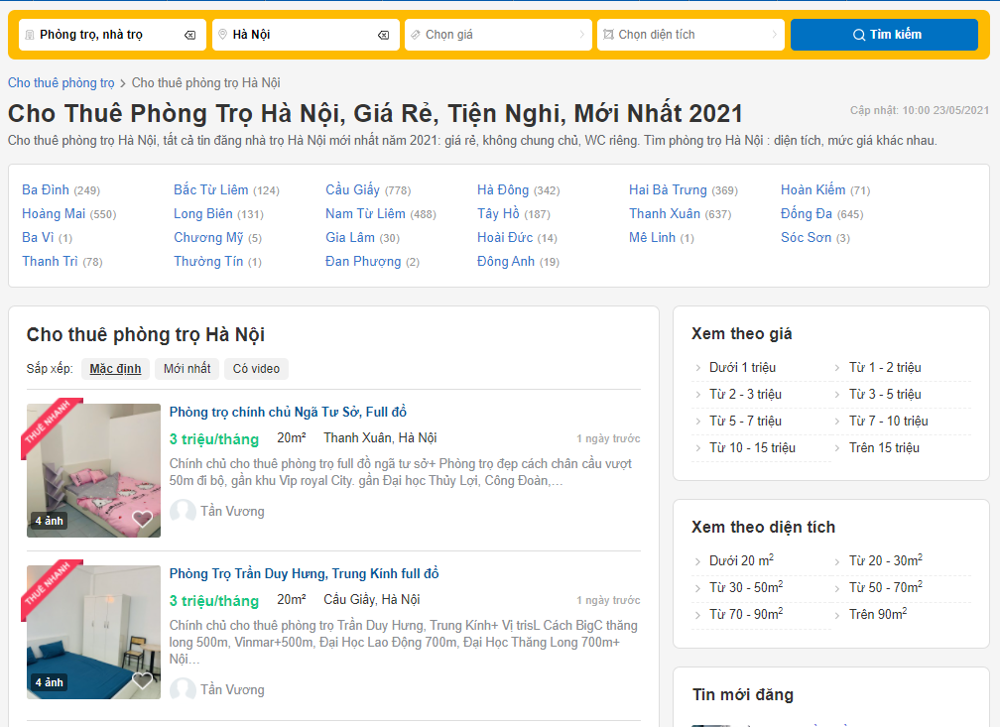 Phòng trọ, nhà trọ
Hà Nội
Chọn giá
Chọn diện tích
Tìm kiếm
Cho thuê phòng trọ
Cho thuê phòng trọ Hà Nội
Cho Thuê Phòng Trọ Hà Nội, Giá Rẻ, Tiện Nghi, Mới Nhất 2021
Cập nhật: 10:00 23/05/2021
Cho thuê phòng trọ Hà Nội, tất cả tin đăng nhà trọ Hà Nội mới nhất năm 2021: giá rẻ, không chung chủ, WC riêng. Tìm phòng trọ Hà Nội : diện tích, mức giá khác nhau.
Ba Đình (249) Bắc Từ Liêm (124) Cầu Giấy (778) Hà Đông (342) Hai Bà Trưng (369) Hoàn Kiếm (71)
Hoàng Mai (550) Long Biên (131) Nam Từ Liêm (488) Tây Hồ (187) Thanh Xuân (637) Đống Đa (645)
Ba Vì (1) Chương Mỹ (5) Gia Lâm (30) Hoài Đức (14) Mê Linh (1) Sóc Sơn (3)
Thanh Trì (78) Thường Tín (1) Đan Phượng (2) Đông Anh (19)
Cho thuê phòng trọ Hà Nội
Sắp xếp: Mặc định Mới nhất Có video
THUÊ NHANH
4 ảnh
Phòng trọ chính chủ Ngã Tư Sở, Full đồ
3 triệu/tháng 20m² Thanh Xuân, Hà Nội 1 ngày trước
Chính chủ cho thuê phòng trọ full đồ ngã tư sở+ Phòng trọ đẹp cách chân cầu vượt
50m đi bộ, gần khu Vip royal City. gần Đại học Thủy Lợi, Công Đoàn,...
Tần Vương
THUÊ NHANH
4 ảnh
Phòng Trọ Trần Duy Hưng, Trung Kính full đồ
3 triệu/tháng 20m² Cầu Giấy, Hà Nội 1 ngày trước
Chính chủ cho thuê phòng trọ Trần Duy Hưng, Trung Kính+ Vị trisL Cách BigC thăng
long 500m, Vinmar+500m, Đại Học Lao Động 700m, Đại Học Thăng Long 700m+
Nội...
Tần Vương
Xem theo giá
Dưới 1 triệu Từ 1 - 2 triệu
Từ 2 - 3 triệu Từ 3 - 5 triệu
Từ 5 - 7 triệu Từ 7 - 10 triệu
Từ 10 - 15 triệu Trên 15 triệu
Xem theo diện tích
Dưới 20 m² Từ 20 - 30m²
Từ 30 - 50m² Từ 50 - 70m²
Từ 70 - 90m² Trên 90m²
Tin mới đăng